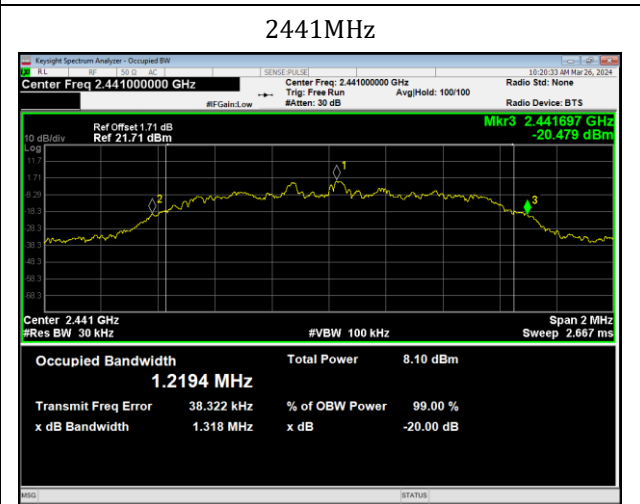 2441MHz
Keysight Spectrum Analyzer - Occupied BW
RL RF 50 Ω AC SENSE:PULSE 10:20:33 AM Mar 26, 2024
Center Freq 2.441000000 GHz Center Freq: 2.441000000 GHz Radio Std: None
Trig: Free Run Avg|Hold: 100/100
#IFGain:Low #Atten: 30 dB Radio Device: BTS
Ref Offset 1.71 dB Mkr3 2.441697 GHz
10 dB/div Ref 21.71 dBm -20.479 dBm
Log
11.7
1.71
-8.29
-18.3
-28.3
-38.3
-48.3
-58.3
-68.3
1
2
3
Center 2.441 GHz Span 2 MHz
#Res BW 30 kHz #VBW 100 kHz Sweep 2.667 ms
Occupied Bandwidth Total Power 8.10 dBm
1.2194 MHz
Transmit Freq Error 38.322 kHz % of OBW Power 99.00 %
x dB Bandwidth 1.318 MHz x dB -20.00 dB
MSG STATUS